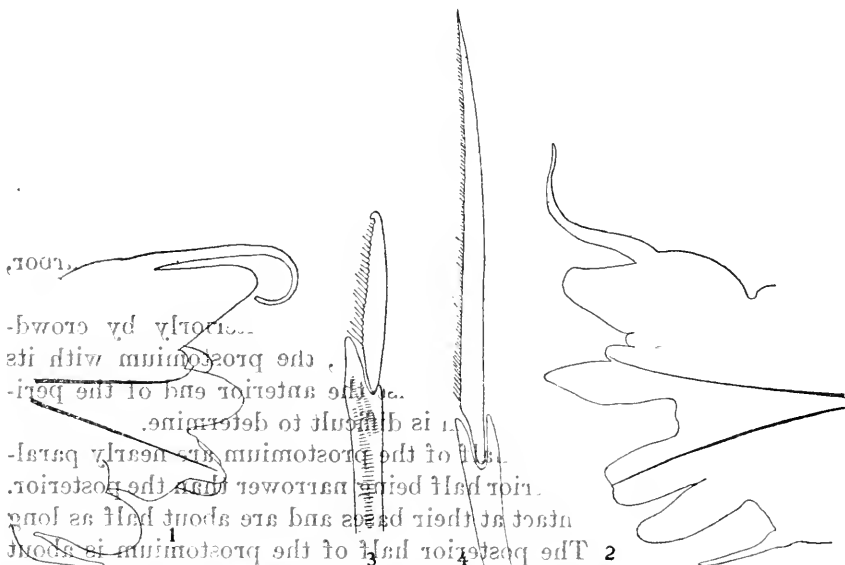 by crowd-
, the prostomium with its
the anterior end of the peri-
is difficult to determine.
of the prostomium are nearly paral-
half being narrower than the posterior.
at their bases and are about half as long
The posterior half of the prostomium is about
1 3 4 2